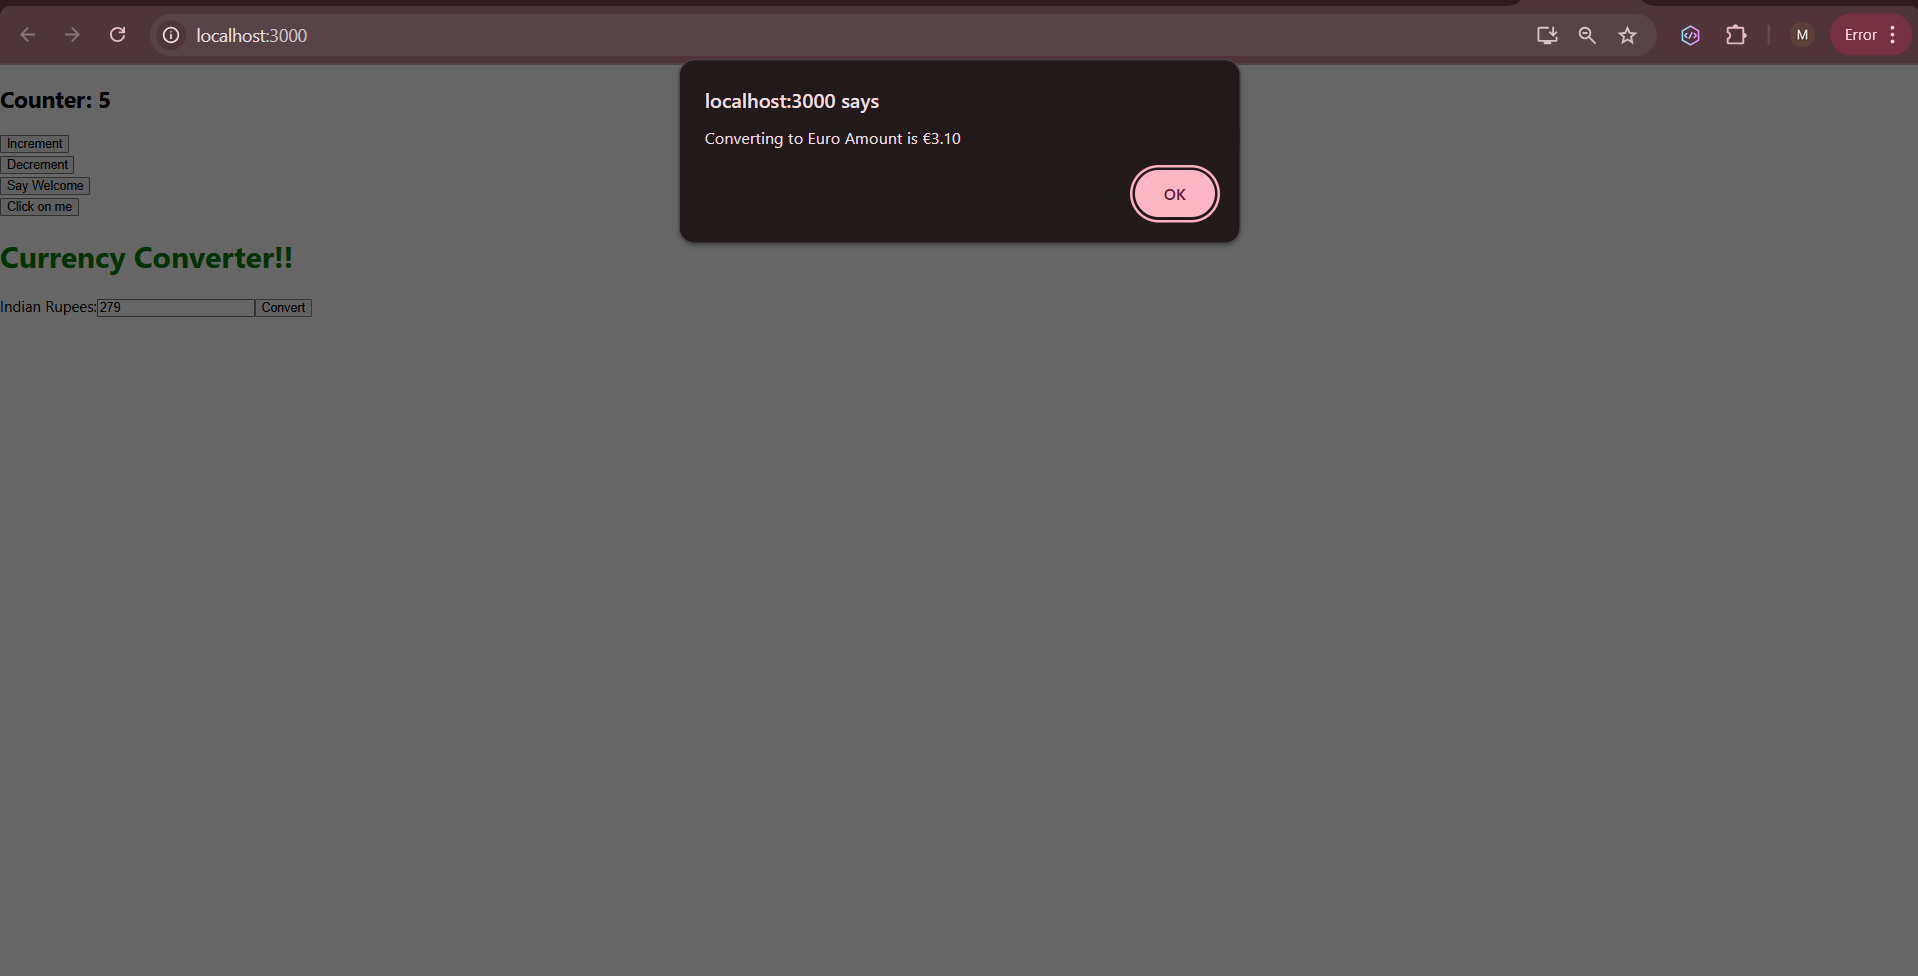 localhost:3000
M
Error
localhost:3000 says
Converting to Euro Amount is €3.10
OK
Counter: 5
Increment
Decrement
Say Welcome
Click on me
Currency Converter!!
Indian Rupees:279 Convert